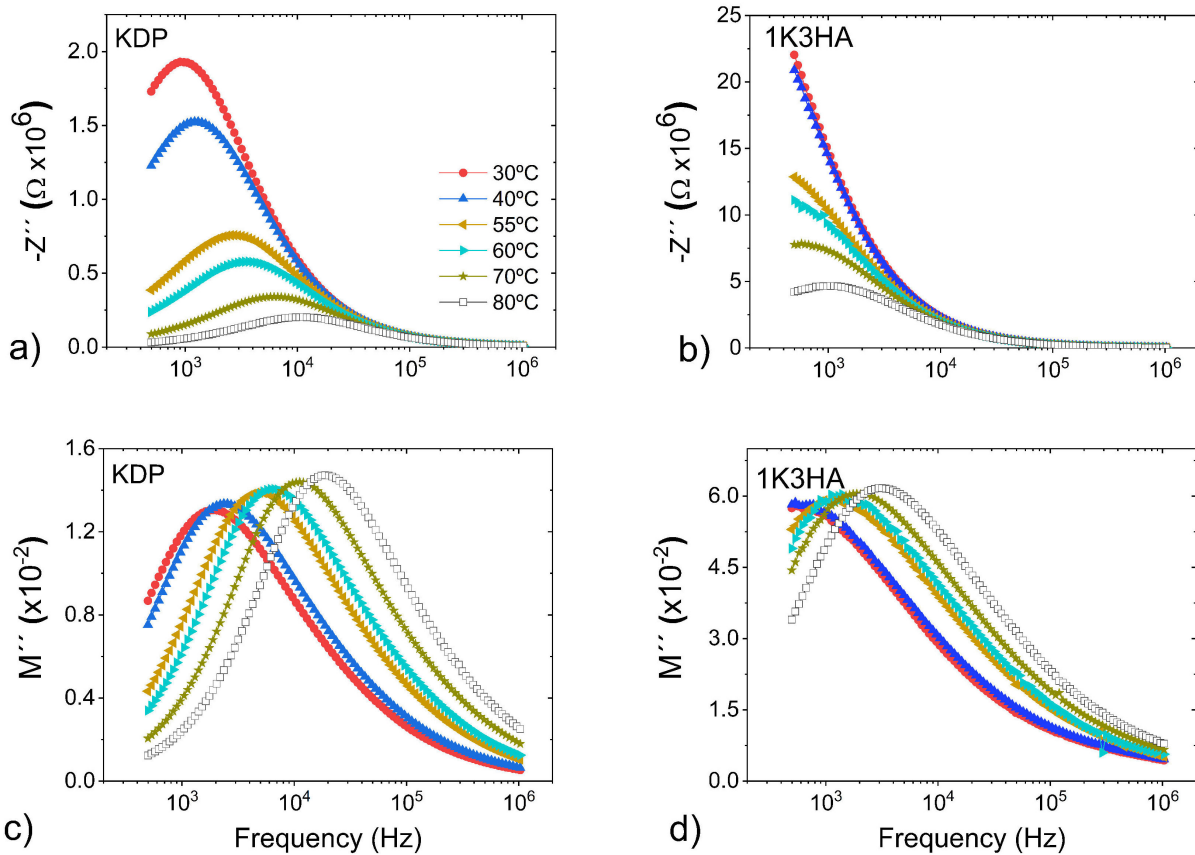 KDP
-Z´´ (Ω x10⁶)
2.0
1.5
1.0
0.5
0.0
30ºC
40ºC
55ºC
60ºC
70ºC
80ºC
10³ 10⁴ 10⁵ 10⁶
a)
1K3HA
-Z´´ (Ω x10⁶)
25
20
15
10
5
0
10³ 10⁴ 10⁵ 10⁶
b)
KDP
M´´ (x10⁻²)
1.6
1.2
0.8
0.4
0.0
10³ 10⁴ 10⁵ 10⁶
Frequency (Hz)
c)
1K3HA
M´´ (x10⁻²)
6.0
4.5
3.0
1.5
0.0
10³ 10⁴ 10⁵ 10⁶
Frequency (Hz)
d)